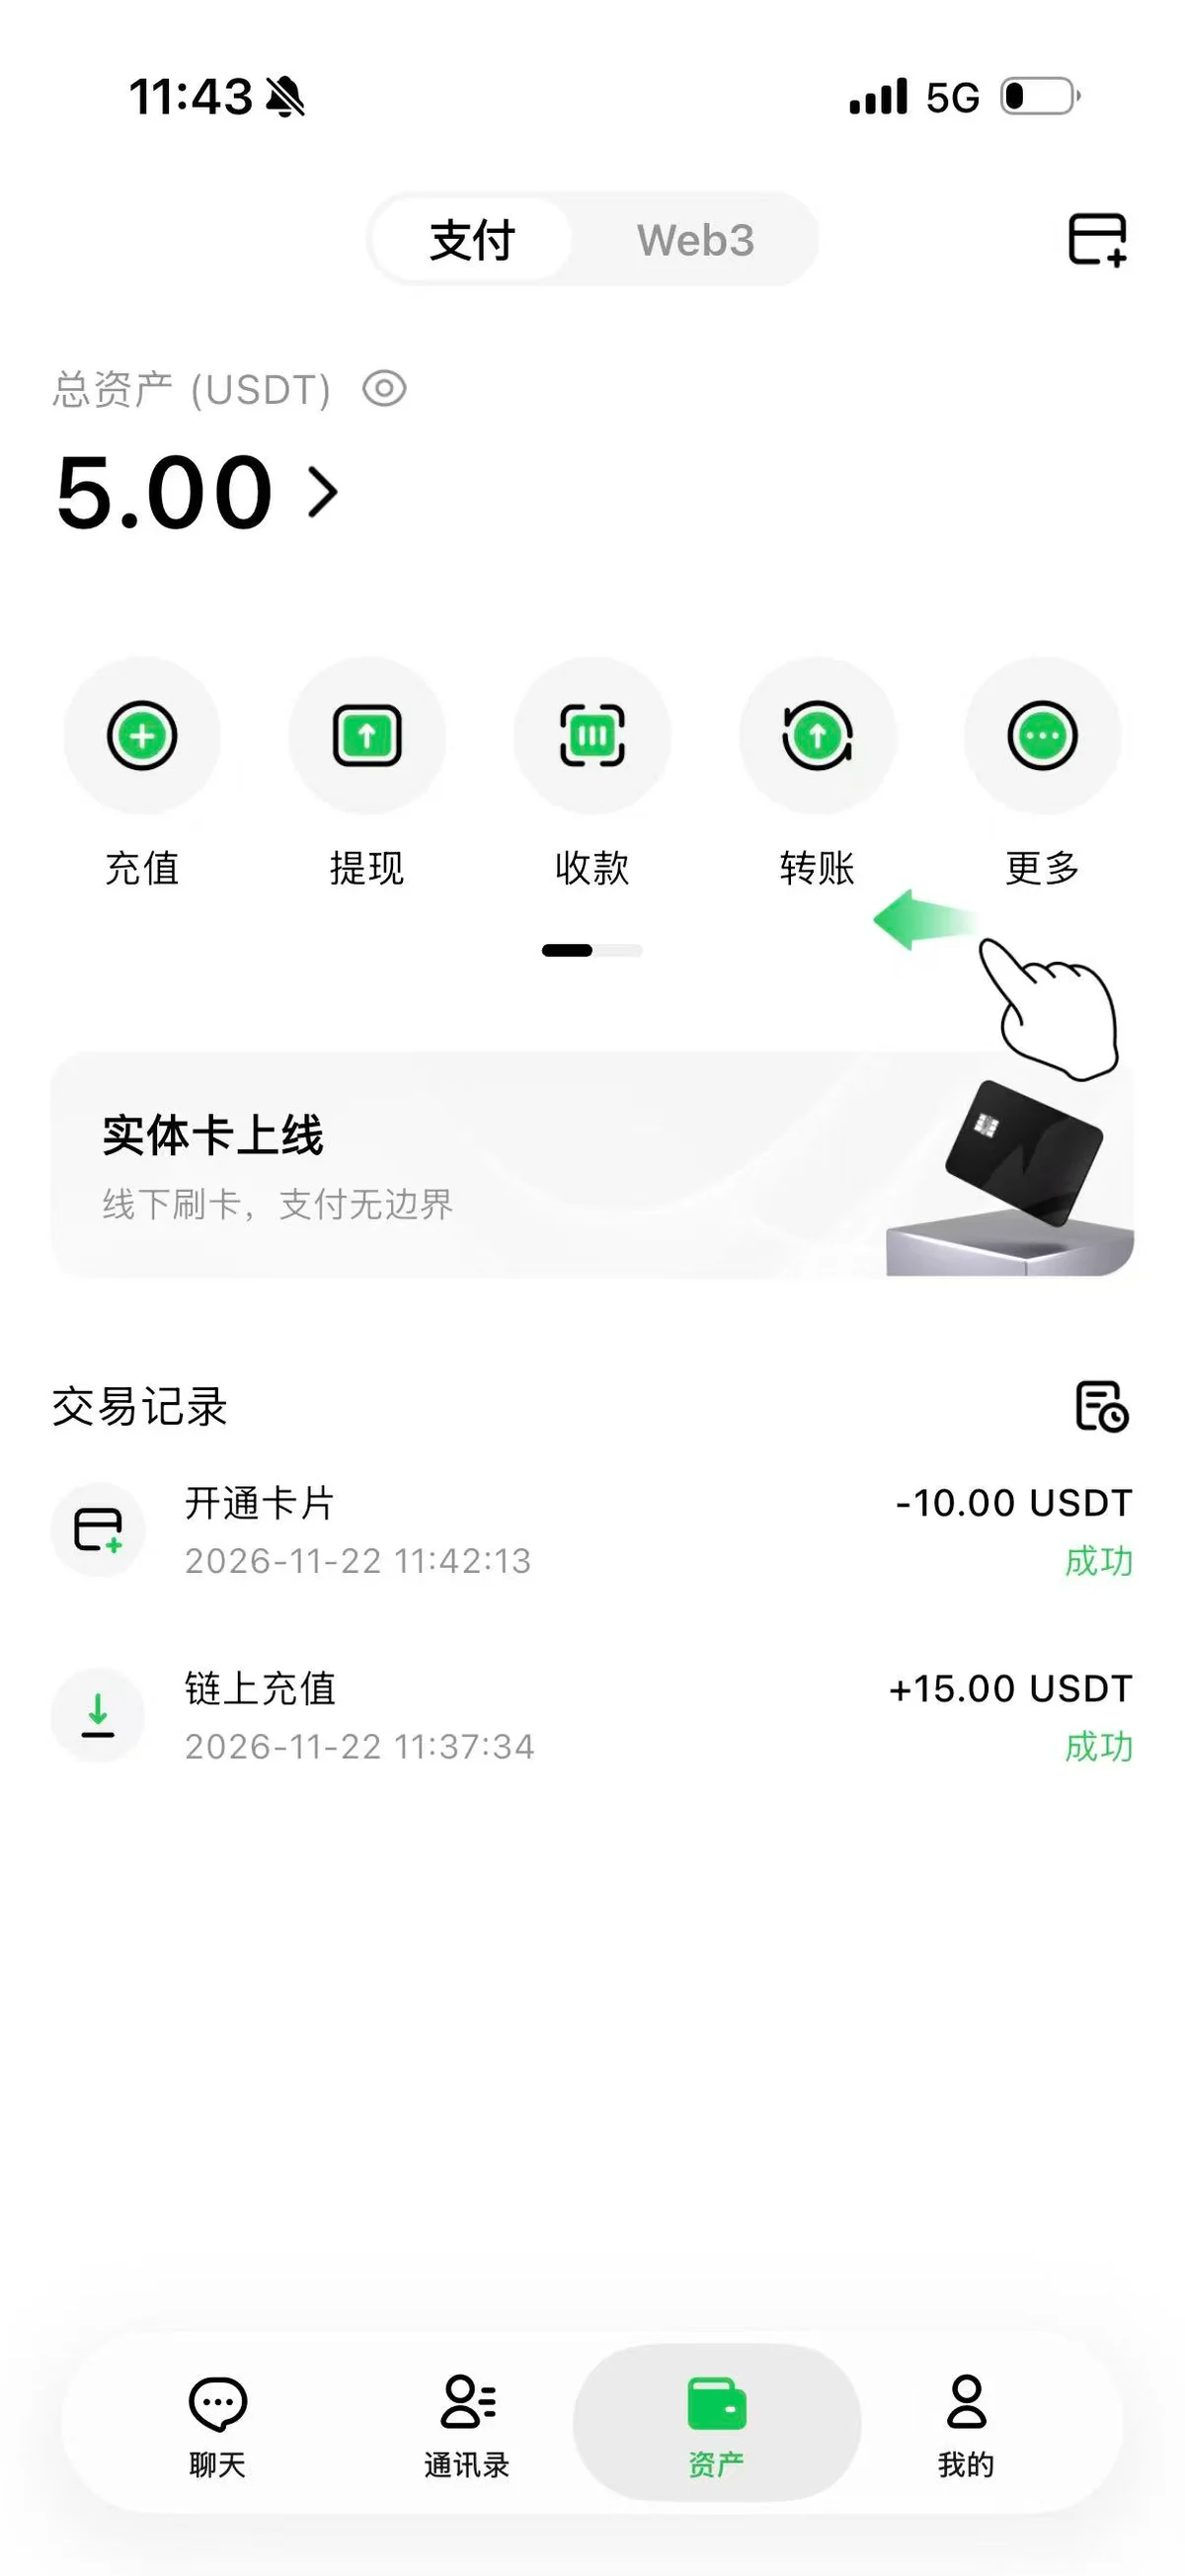 11:43
5G
支付
Web3
总资产 (USDT)
5.00
充值
提现
收款
转账
更多
实体卡上线
线下刷卡，支付无边界
交易记录
开通卡片
-10.00 USDT
2026-11-22 11:42:13
成功
链上充值
+15.00 USDT
2026-11-22 11:37:34
成功
聊天
通讯录
资产
我的